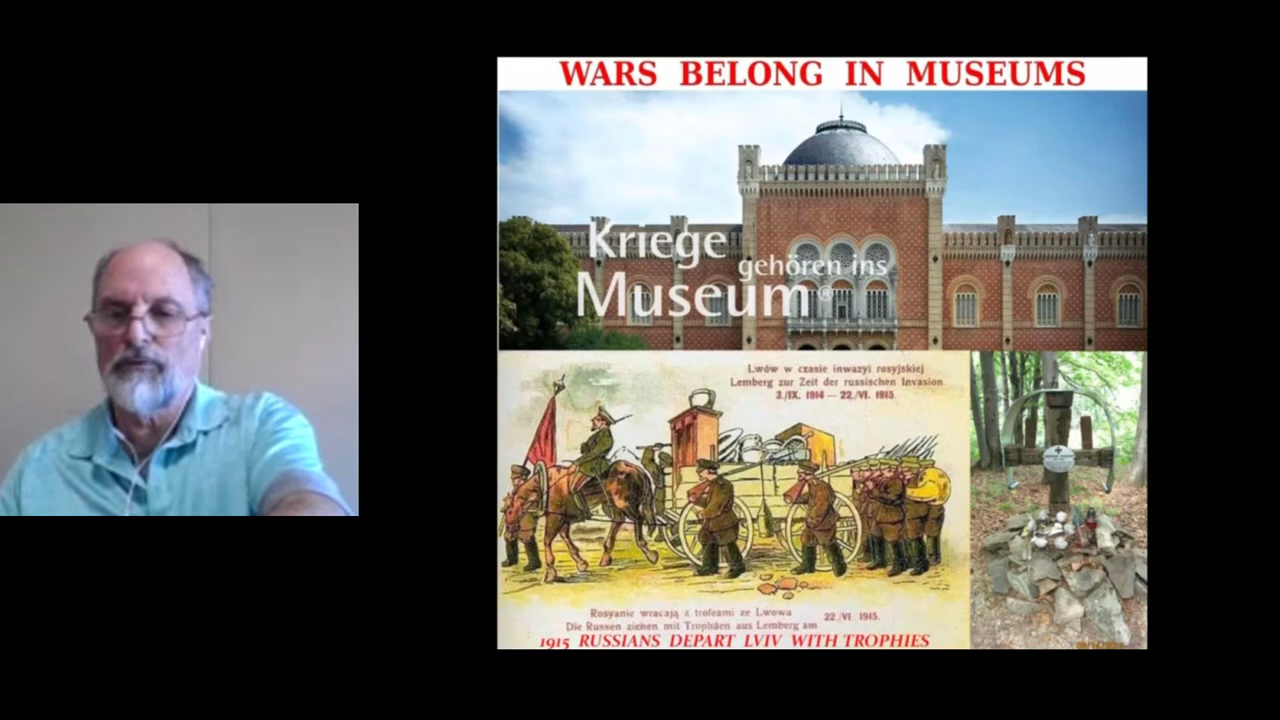 WARS BELONG IN MUSEUMS
Kriege
gehören ins
Museum®
Lwów w czasie inwazyi rosyjskiej
Lemberg zur Zeit der russischen Invasion
3./IX. 1914 — 22./VI. 1915.
Rosyanie wracają z trofeami ze Lwowa
Die Russen ziehen mit Trophäen aus Lemberg am
22./VI 1915.
1915 RUSSIANS DEPART LVIV WITH TROPHIES